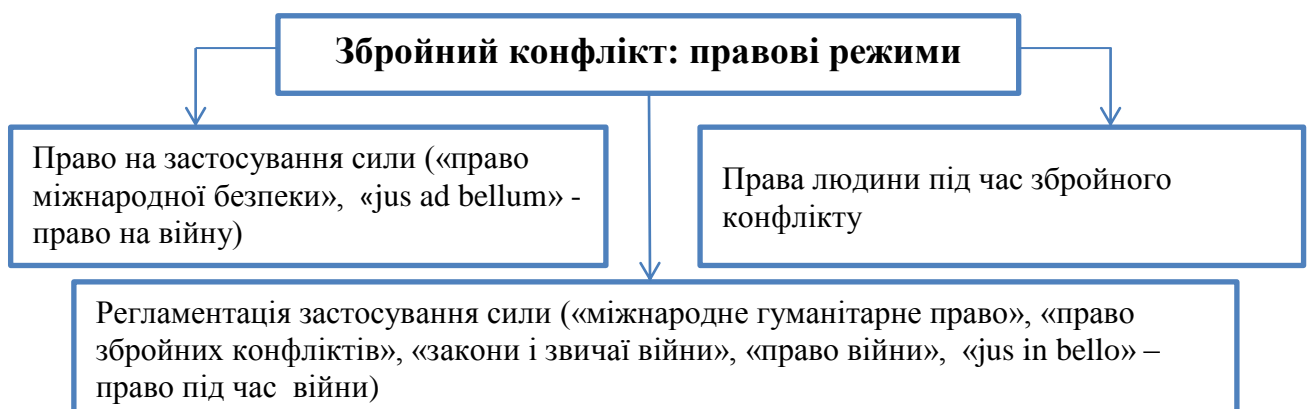 Збройний конфлікт: правові режими
Право на застосування сили («право
міжнародної безпеки», «jus ad bellum» -
право на війну)
Права людини під час збройного
конфлікту
Регламентація застосування сили («міжнародне гуманітарне право», «право
збройних конфліктів», «закони і звичаї війни», «право війни», «jus in bello» –
право під час війни)